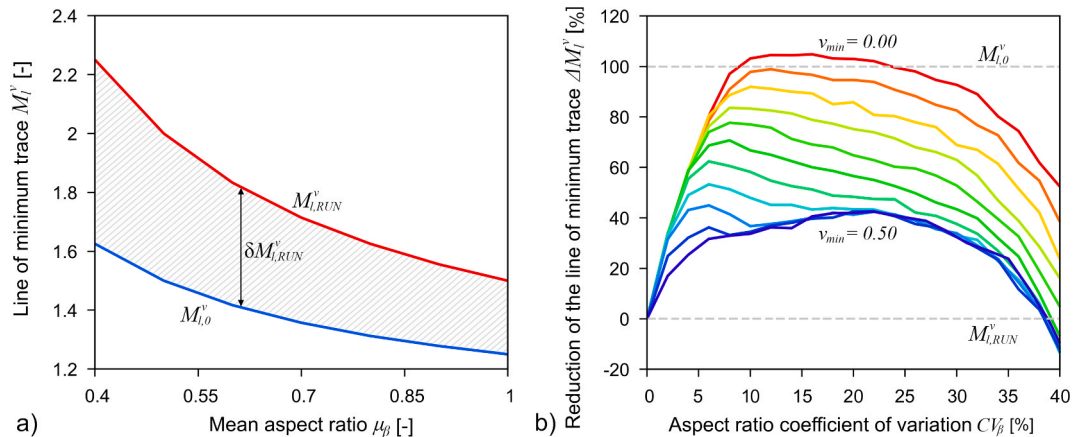 Line of minimum trace M_l^v [-]
2.4
2.2
2
1.8
1.6
1.4
1.2
M_{l,RUN}^v
δM_{l,RUN}^v
M_{l,0}^v
0.4
0.55
0.7
0.85
1
Mean aspect ratio μ_β [-]
a)
Reduction of the line of minimum trace ΔM_l^v [%]
120
100
80
60
40
20
0
-20
v_min = 0.00
M_{l,0}^v
v_min = 0.50
M_{l,RUN}^v
0
5
10
15
20
25
30
35
40
Aspect ratio coefficient of variation CV_β [%]
b)